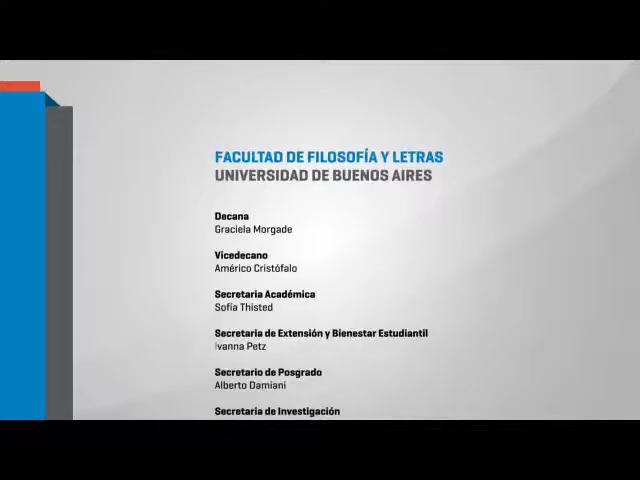 FACULTAD DE FILOSOFÍA Y LETRAS
UNIVERSIDAD DE BUENOS AIRES
Decana
Graciela Morgade
Vicedecano
Américo Cristófalo
Secretaria Académica
Sofía Thisted
Secretaria de Extensión y Bienestar Estudiantil
Ivanna Petz
Secretario de Posgrado
Alberto Damiani
Secretaria de Investigación